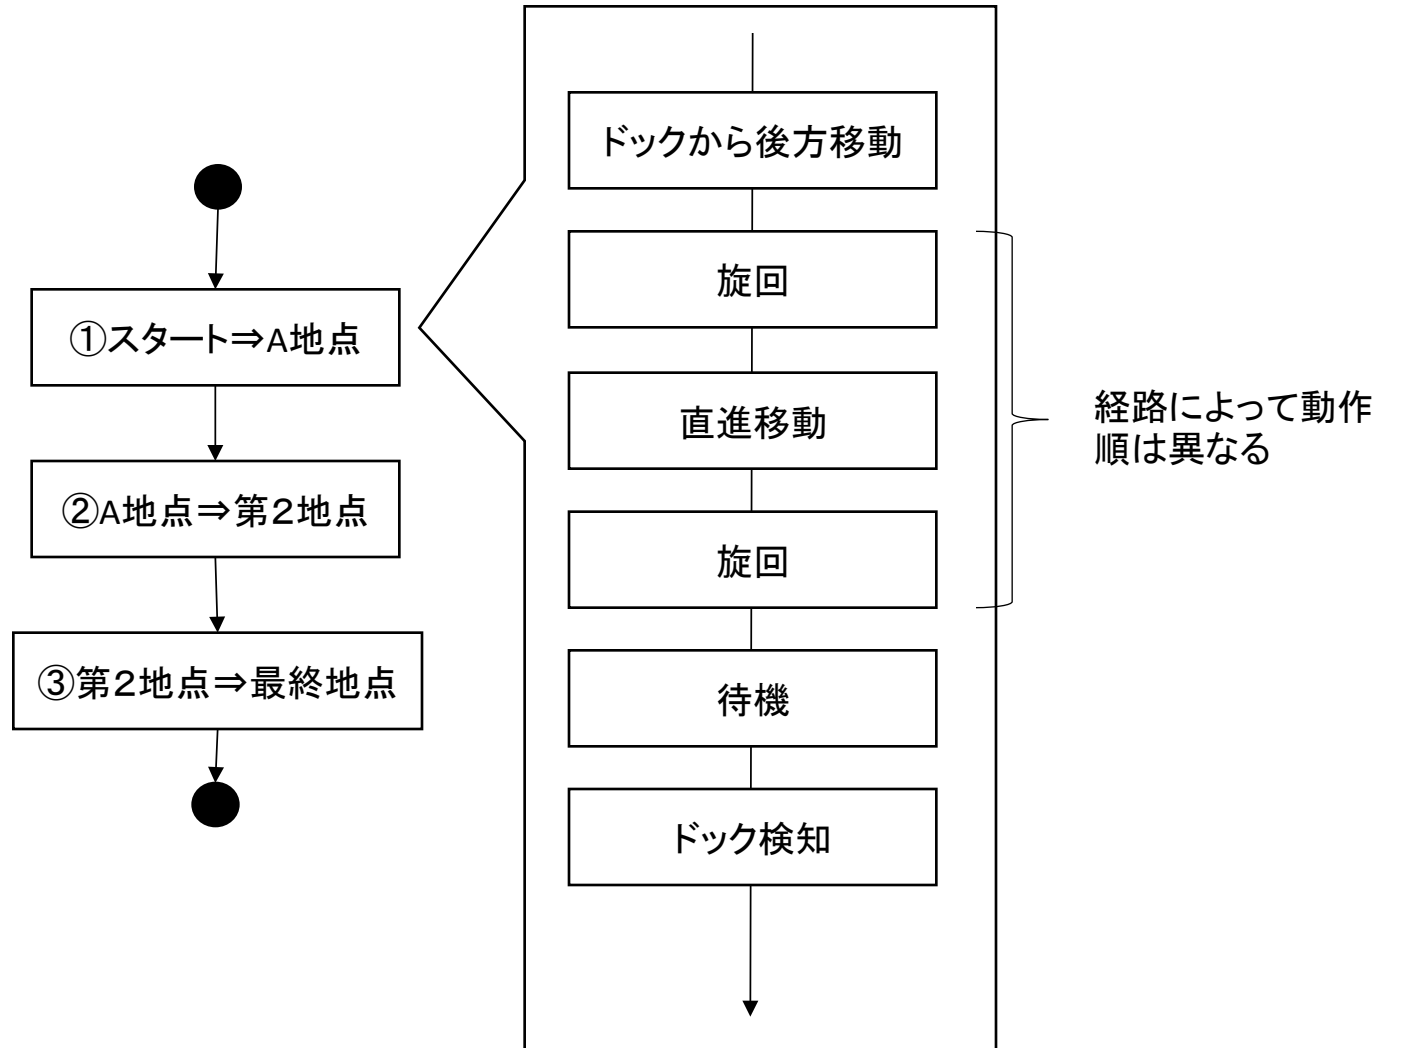 ①スタート⇒A地点
②A地点⇒第２地点
③第２地点⇒最終地点
ドックから後方移動
旋回
直進移動
旋回
待機
ドック検知
経路によって動作
順は異なる